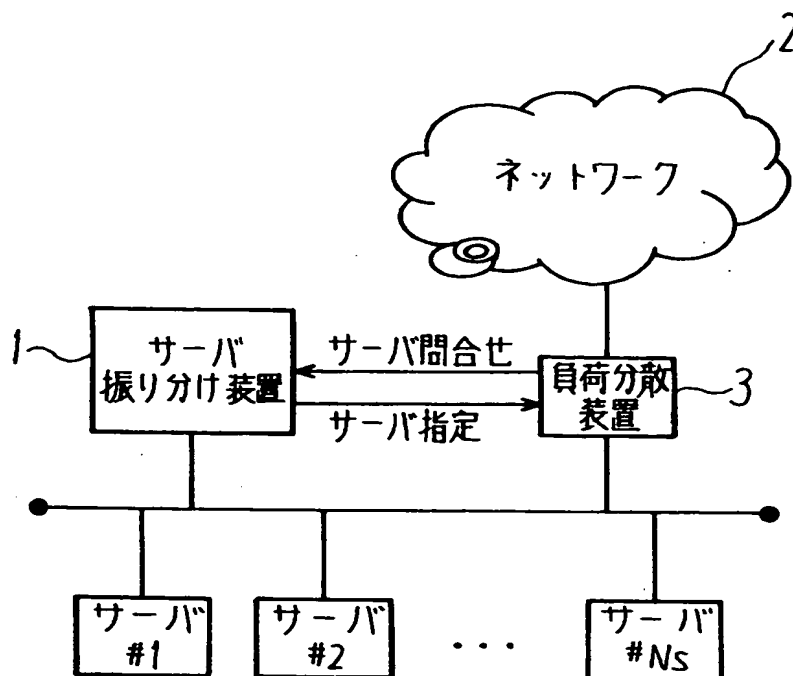 2
ネットワーク
1
サーバ
振り分け装置
サーバ問合せ
サーバ指定
負荷分散
装置
3
サーバ
#1
サーバ
#2
...
サーバ
#Ns